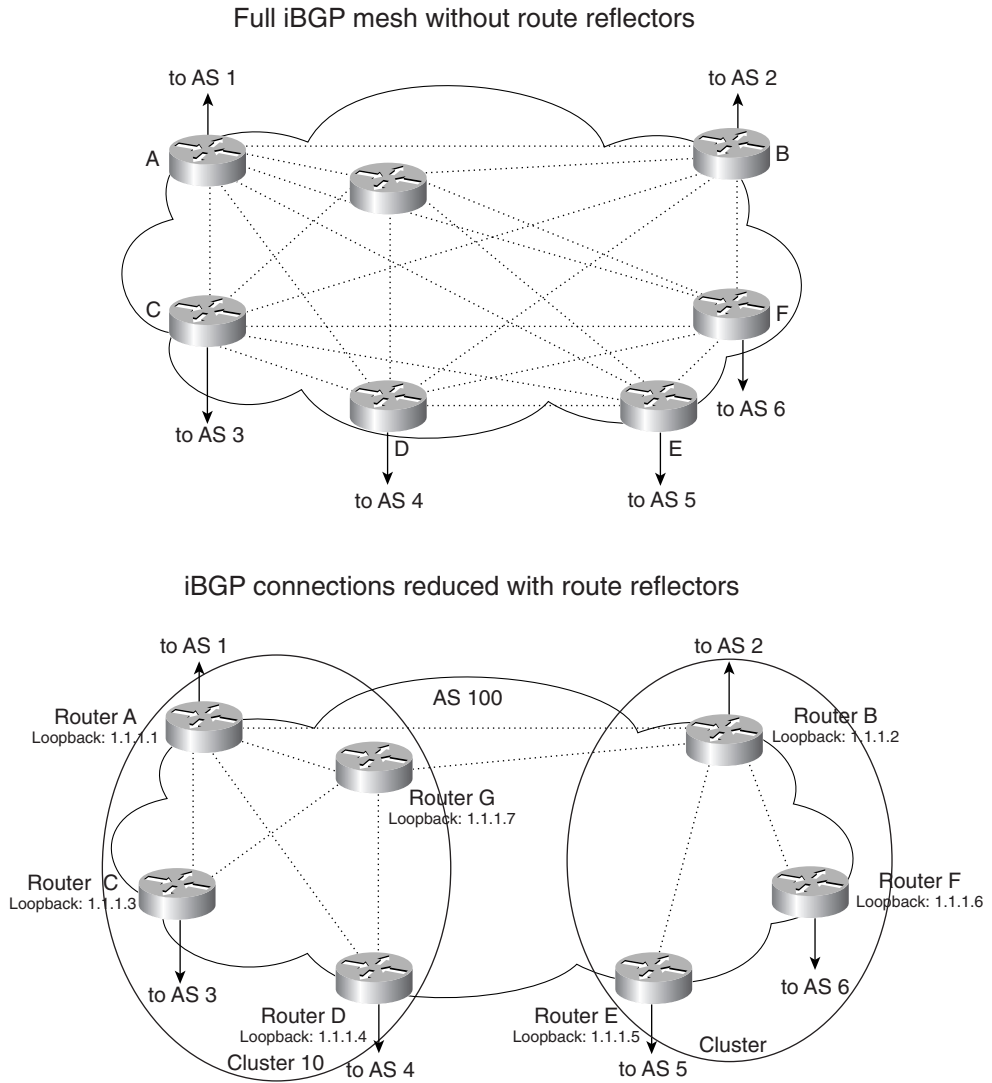 Full iBGP mesh without route reflectors
to AS 1
to AS 2
A
B
C
F
to AS 3
to AS 6
D
E
to AS 4
to AS 5
iBGP connections reduced with route reflectors
to AS 1
to AS 2
AS 100
Router A
Loopback: 1.1.1.1
Router B
Loopback: 1.1.1.2
Router G
Loopback: 1.1.1.7
Router C
Loopback: 1.1.1.3
Router F
Loopback: 1.1.1.6
to AS 3
to AS 6
Router D
Loopback: 1.1.1.4
Router E
Loopback: 1.1.1.5
Cluster 10
to AS 4
to AS 5
Cluster